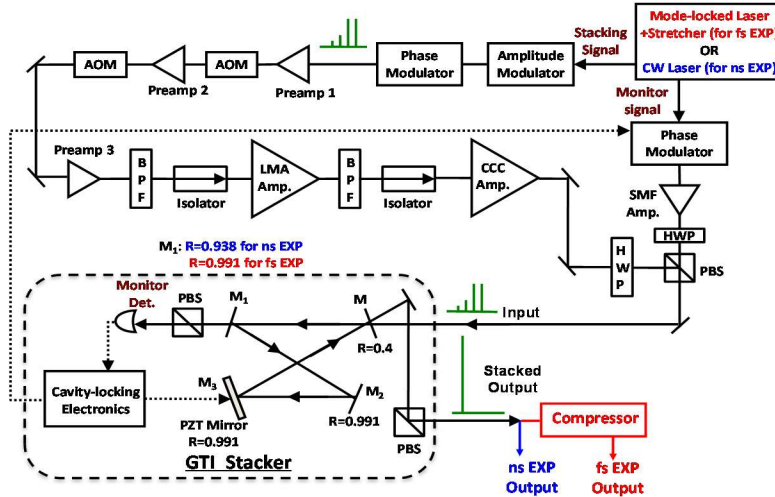 Mode-locked Laser
+Stretcher (for fs EXP)
OR
CW Laser (for ns EXP)
Stacking
Signal
Amplitude
Modulator
Phase
Modulator
Preamp 1
AOM
Preamp 2
AOM
Monitor
signal
Phase
Modulator
SMF
Amp.
HWP
PBS
Preamp 3
BPF
Isolator
LMA
Amp.
BPF
Isolator
CCC
Amp.
HWP
M1: R=0.938 for ns EXP
R=0.991 for fs EXP
Monitor
Det.
PBS
M1
M
R=0.4
Input
Cavity-locking
Electronics
M3
PZT Mirror
R=0.991
M2
R=0.991
PBS
GTI Stacker
Stacked
Output
Compressor
ns EXP
Output
fs EXP
Output